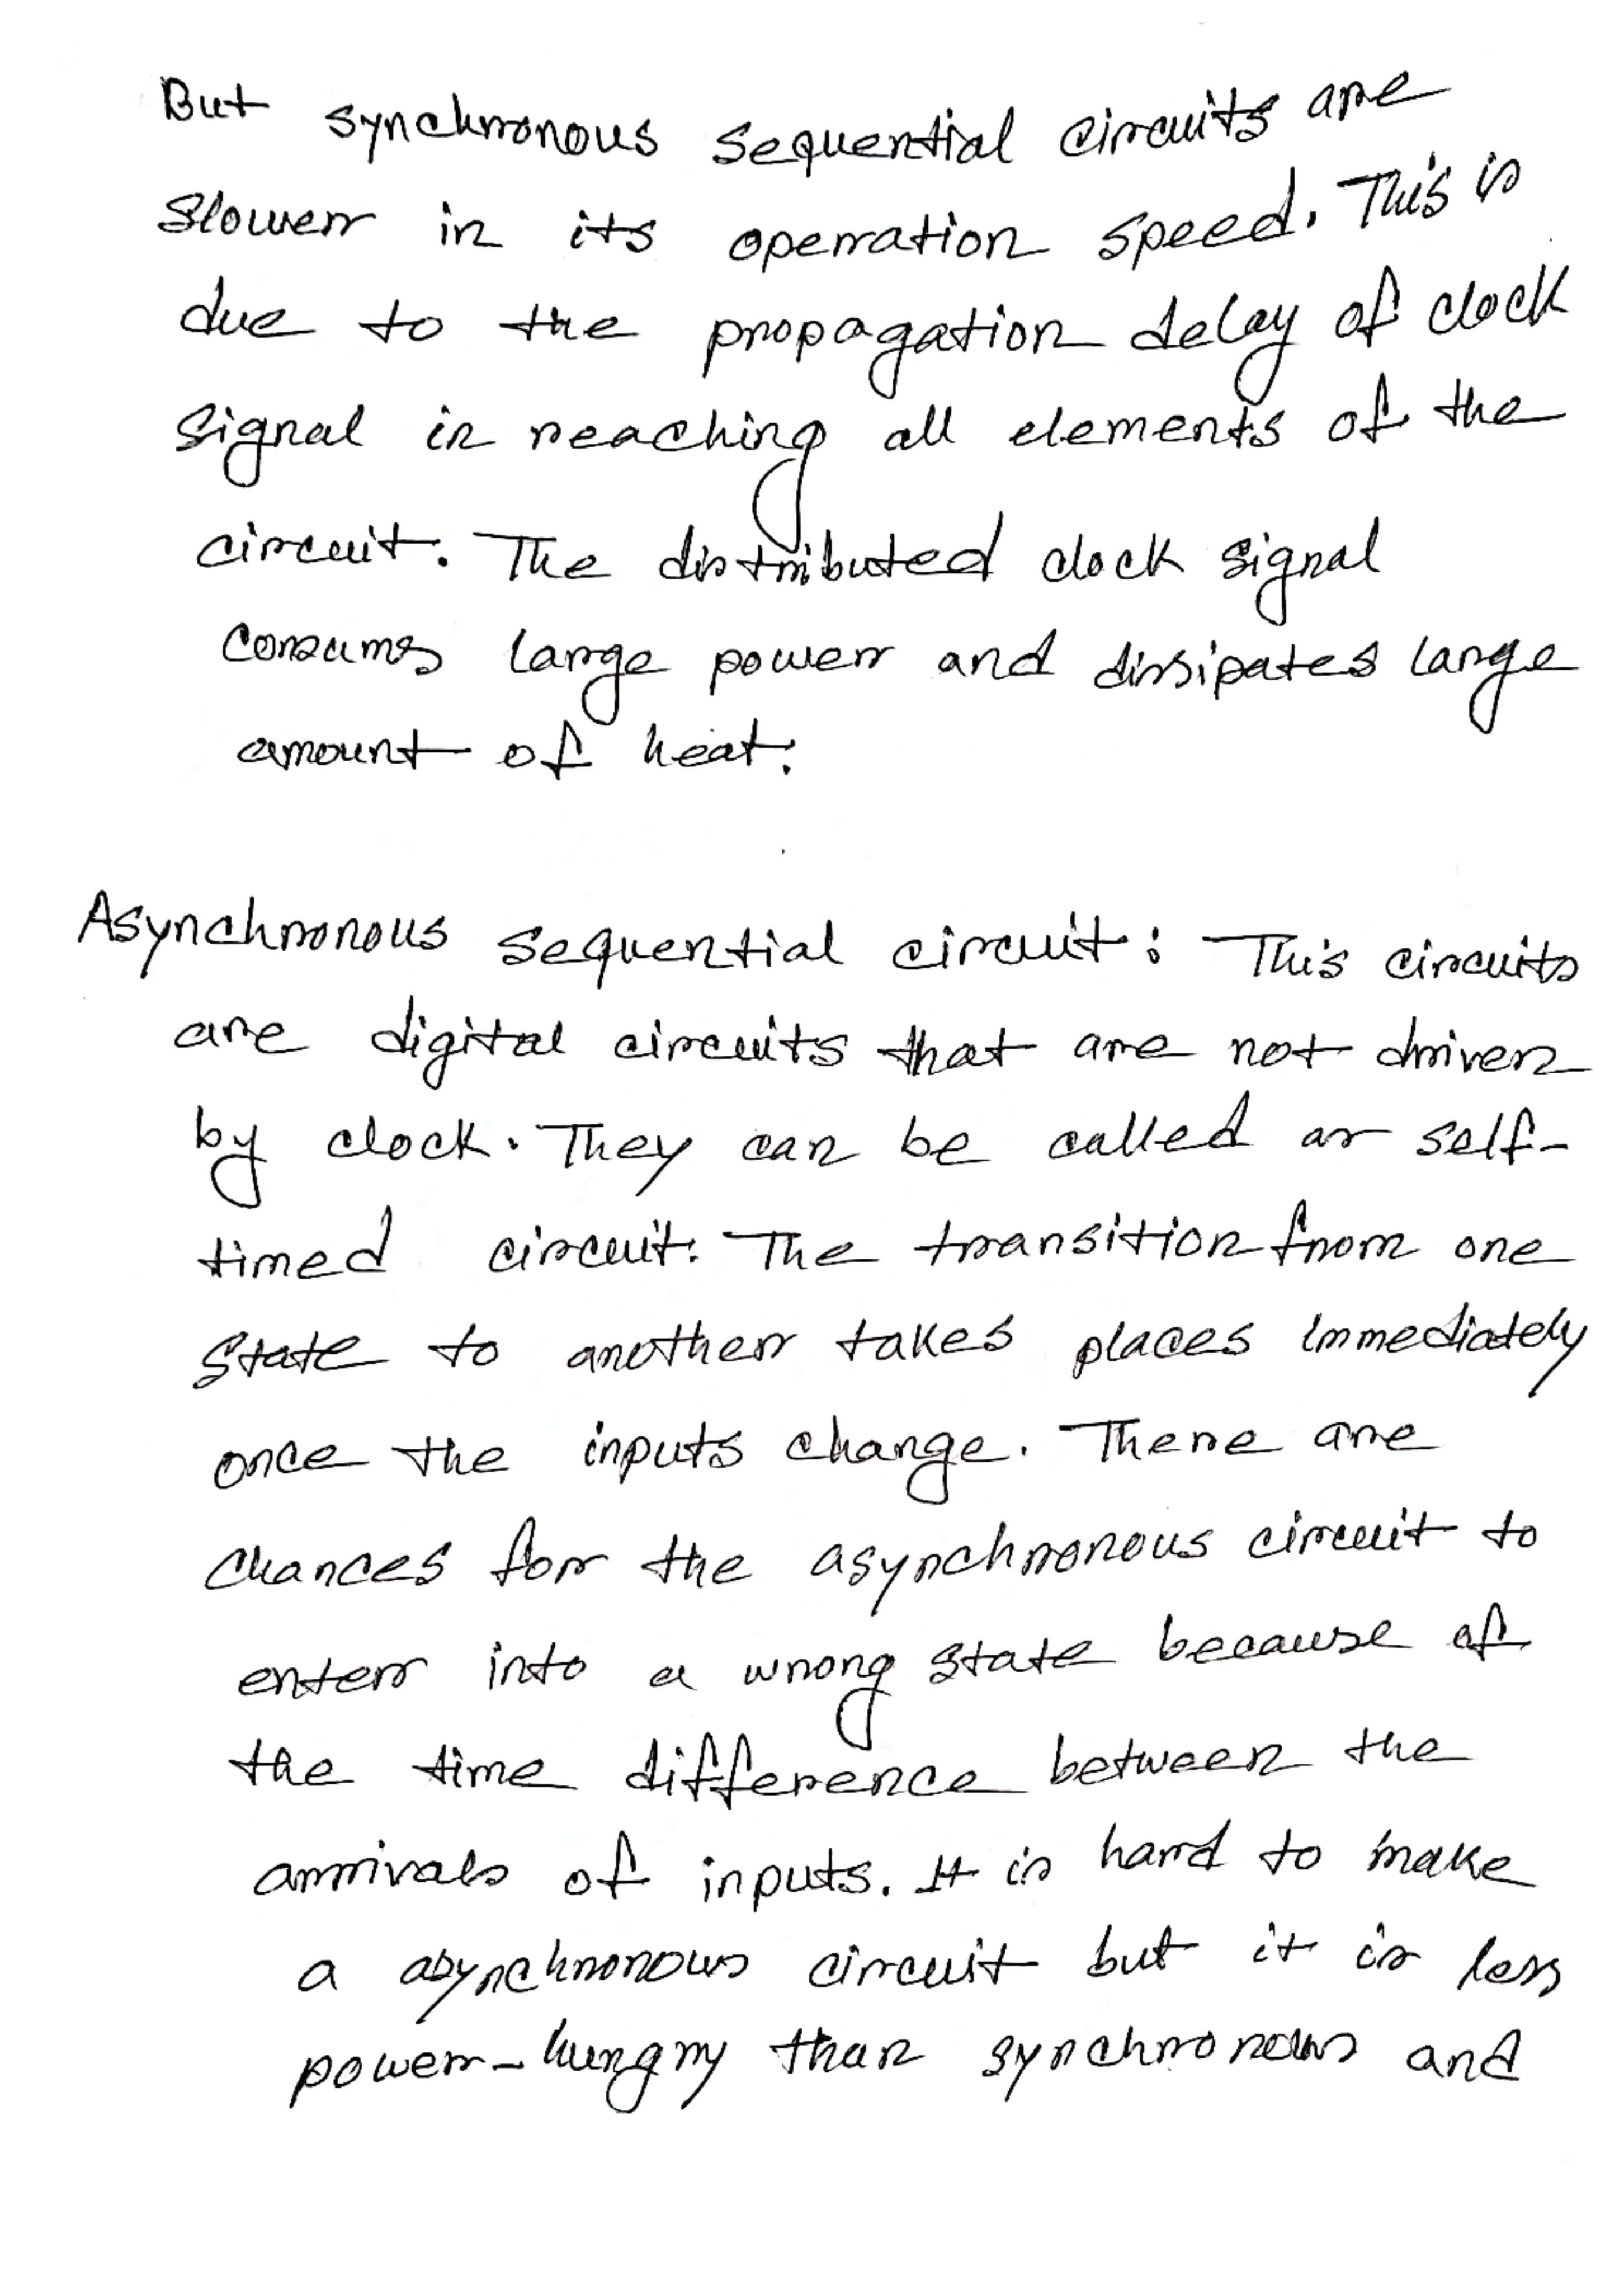 But synchronous sequential circuits are
slower in its operation speed. This is
due to the propagation delay of clock
signal in reaching all elements of the
circuit. The distributed clock signal
consumes large power and dissipates large
amount of heat.
Asynchronous sequential circuit: This circuits
are digital circuits that are not driven
by clock. They can be called as self-
timed circuit. The transition from one
state to another takes places immediately
once the inputs change. There are
chances for the asynchronous circuit to
enter into a wrong state because of
the time difference between the
arrivals of inputs. It is hard to make
a asynchronous circuit but it is less
power-hungry than synchronous and